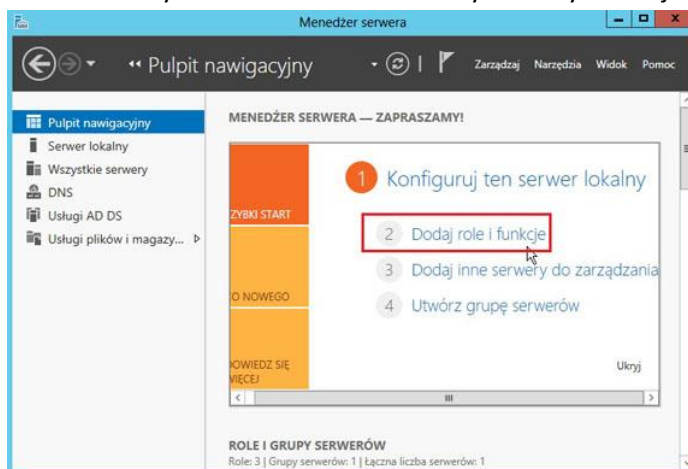 Menedżer serwera
Pulpit nawigacyjny
Zarządzaj Narzędzia Widok Pomoc
Pulpit nawigacyjny
Serwer lokalny
Wszystkie serwery
DNS
Usługi AD DS
Usługi plików i magazy...
MENEDŻER SERWERA — ZAPRASZAMY!
ZYBKI START
O NOWEGO
OWIEDZ SIĘ
WIĘCEJ
1 Konfiguruj ten serwer lokalny
2 Dodaj role i funkcje
3 Dodaj inne serwery do zarządzania
4 Utwórz grupę serwerów
Ukryj
ROLE I GRUPY SERWERÓW
Role: 3 | Grupy serwerów: 1 | Łączna liczba serwerów: 1